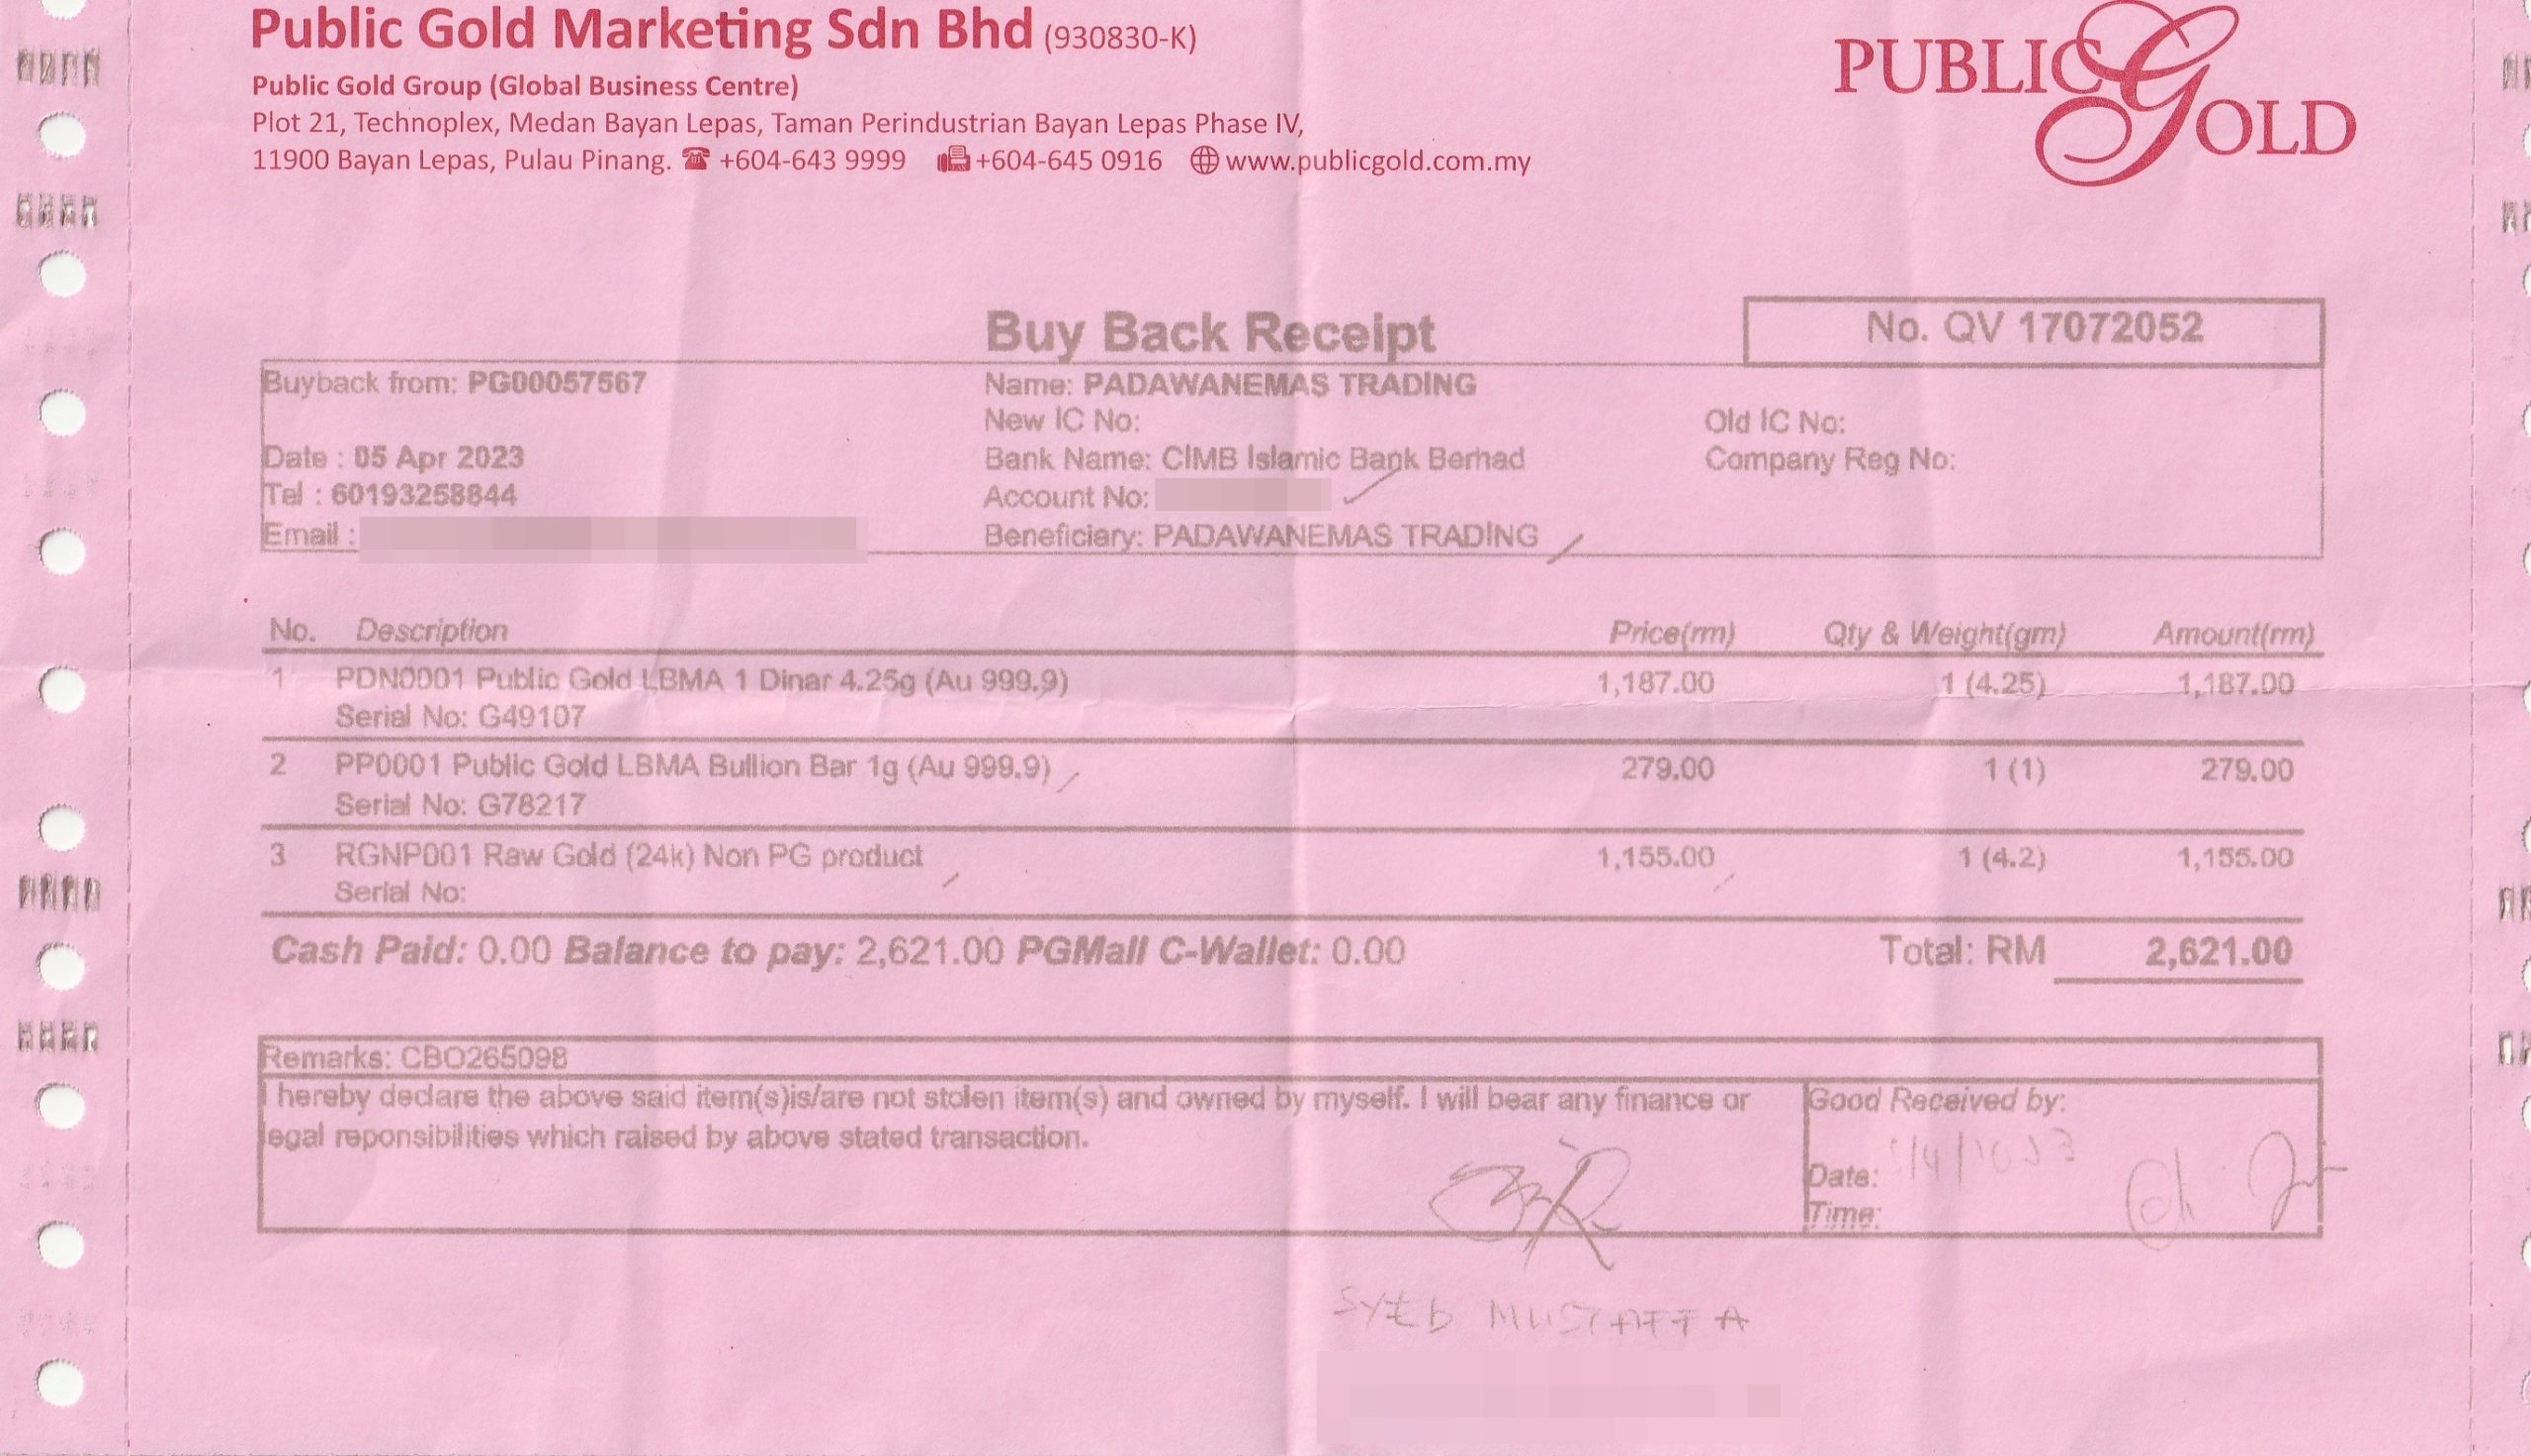 Public Gold Marketing Sdn Bhd (930830-K)
PUBLIC GOLD
Public Gold Group (Global Business Centre)
Plot 21, Technoplex, Medan Bayan Lepas, Taman Perindustrian Bayan Lepas Phase IV,
11900 Bayan Lepas, Pulau Pinang. +604-643 9999 +604-645 0916 www.publicgold.com.my
Buy Back Receipt No. QV 17072052
Buyback from: PG00057567 Name: PADAWANEMAS TRADING
New IC No: Old IC No:
Date : 05 Apr 2023 Bank Name: CIMB Islamic Bank Berhad Company Reg No:
Tel : 60193258844 Account No:
Email : Beneficiary: PADAWANEMAS TRADING
No. Description Price(rm) Qty & Weight(gm) Amount(rm)
1 PDN0001 Public Gold LBMA 1 Dinar 4.25g (Au 999.9) 1,187.00 1 (4.25) 1,187.00
Serial No: G49107
2 PP0001 Public Gold LBMA Bullion Bar 1g (Au 999.9) 279.00 1 (1) 279.00
Serial No: G78217
3 RGNP001 Raw Gold (24k) Non PG product 1,155.00 1 (4.2) 1,155.00
Serial No:
Cash Paid: 0.00 Balance to pay: 2,621.00 PGMall C-Wallet: 0.00 Total: RM 2,621.00
Remarks: CBO265098
I hereby declare the above said item(s)is/are not stolen item(s) and owned by myself. I will bear any finance or Good Received by:
legal reponsibilities which raised by above stated transaction.
Date:
Time:
SYED MUSTAFFA